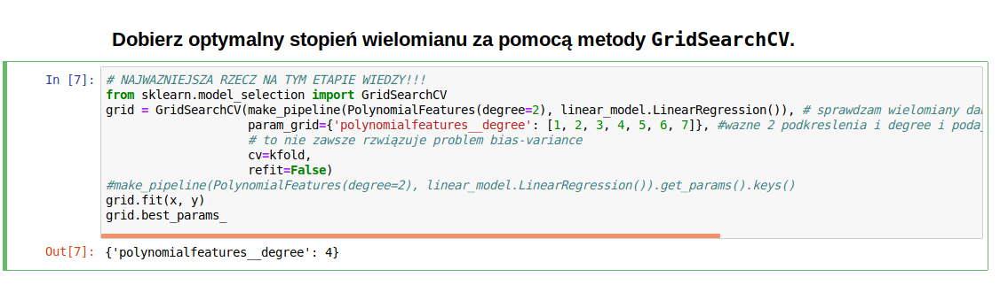 Dobierz optymalny stopień wielomianu za pomocą metody GridSearchCV.
In [7]: # NAJWAZNIEJSZA RZECZ NA TYM ETAPIE WIEDZY!!!
from sklearn.model_selection import GridSearchCV
grid = GridSearchCV(make_pipeline(PolynomialFeatures(degree=2), linear_model.LinearRegression()), # sprawdzam wielomiany
param_grid={'polynomialfeatures__degree': [1, 2, 3, 4, 5, 6, 7]}, #wazne 2 podkreslenia i degree i
# to nie zawsze rzwiązuje problem bias-variance
cv=kfold,
refit=False)
#make_pipeline(PolynomialFeatures(degree=2), linear_model.LinearRegression()).get_params().keys()
grid.fit(x, y)
grid.best_params_
Out[7]: {'polynomialfeatures__degree': 4}